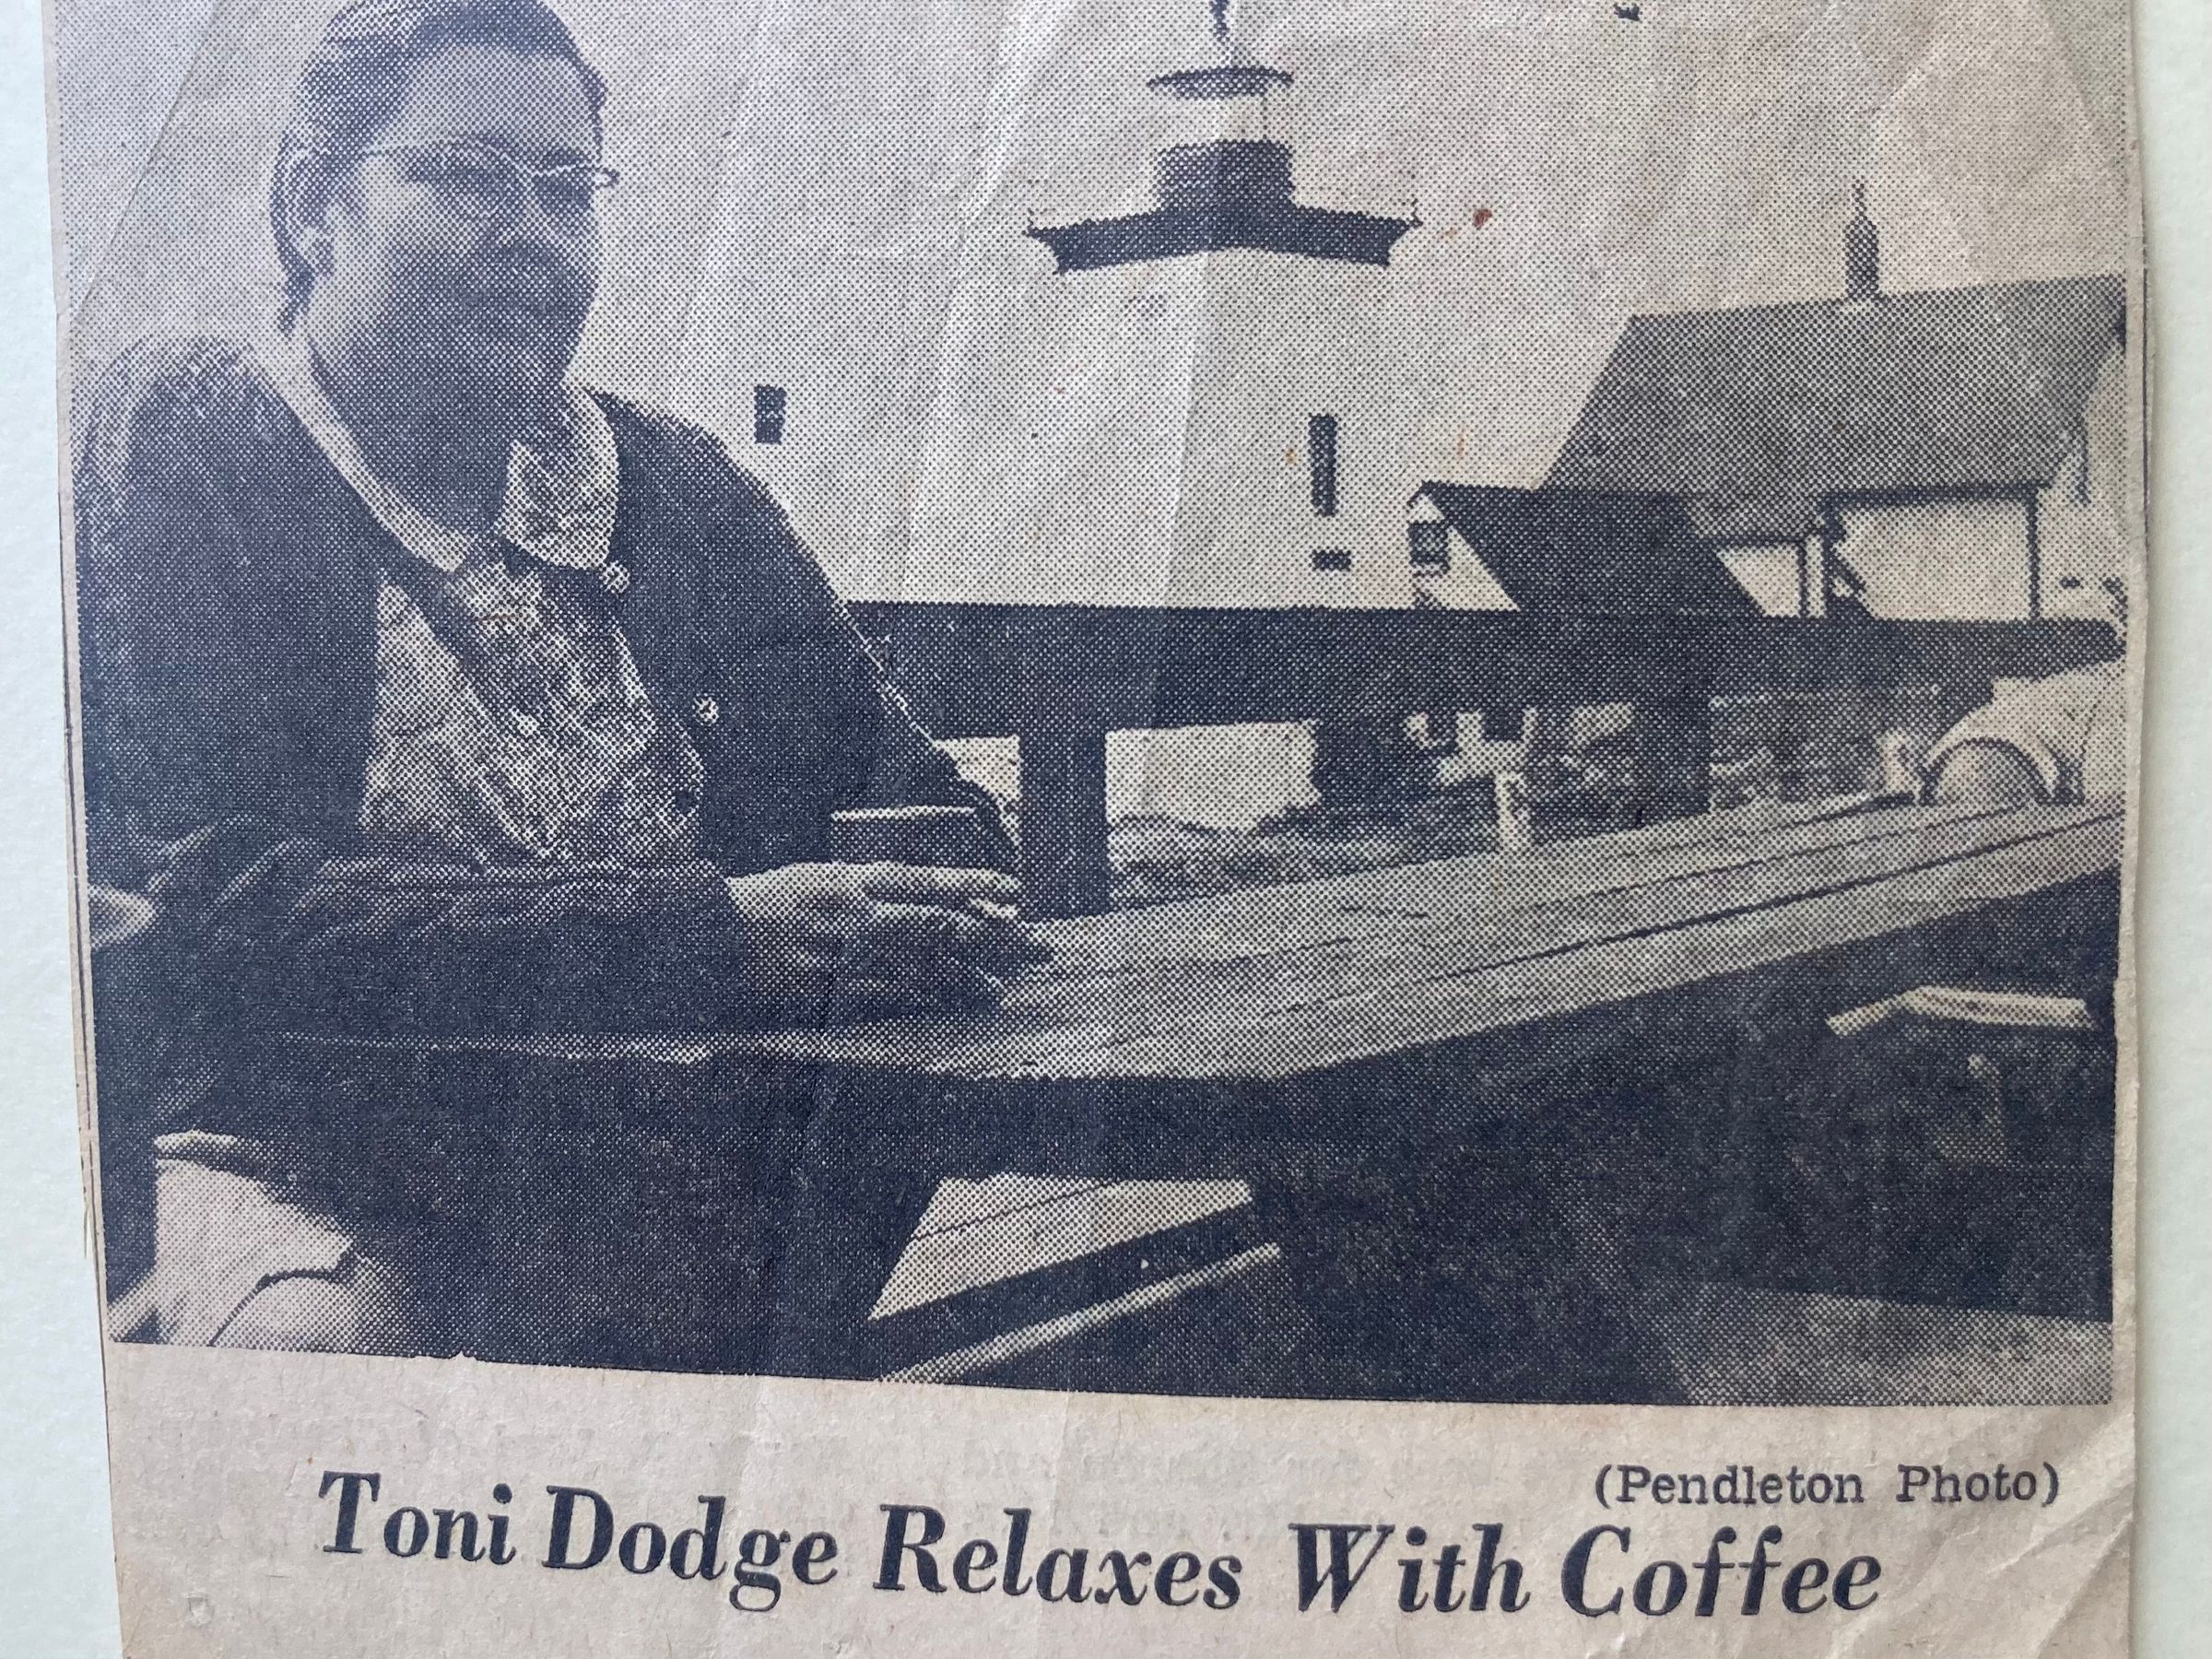 (Pendleton Photo)
Toni Dodge Relaxes With Coffee